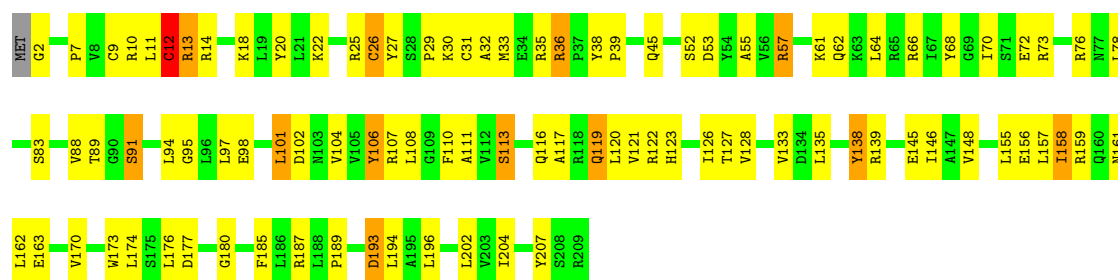 MET G2 P7 V8 C9 R10 L11 C12 R13 R14 K18 L19 Y20 L21 K22 R25 C26 Y27 S28 P29 K30 C31 A32 M33 E34 R35 R36 P37 Y38 P39 Q45 S52 D53 Y54 A55 V56 R57 K61 Q62 K63 L64 R65 R66 I67 Y68 G69 I70 S71 E72 R73 R76 N77 L78
S83 V88 T89 G90 S91 L94 G95 L96 L97 E98 L101 D102 N103 V104 V105 Y106 R107 L108 G109 F110 A111 V112 S113 Q116 A117 R118 Q119 L120 V121 R122 H123 I126 T127 V128 V133 D134 L135 Y138 R139 E145 I146 A147 V148 L155 E156 L157 I158 R159 Q160 N161
L162 E163 V170 W173 L174 S175 L176 D177 G180 F185 L186 R187 L188 P189 D193 L194 A195 L196 L202 V203 I204 Y207 S208 R209